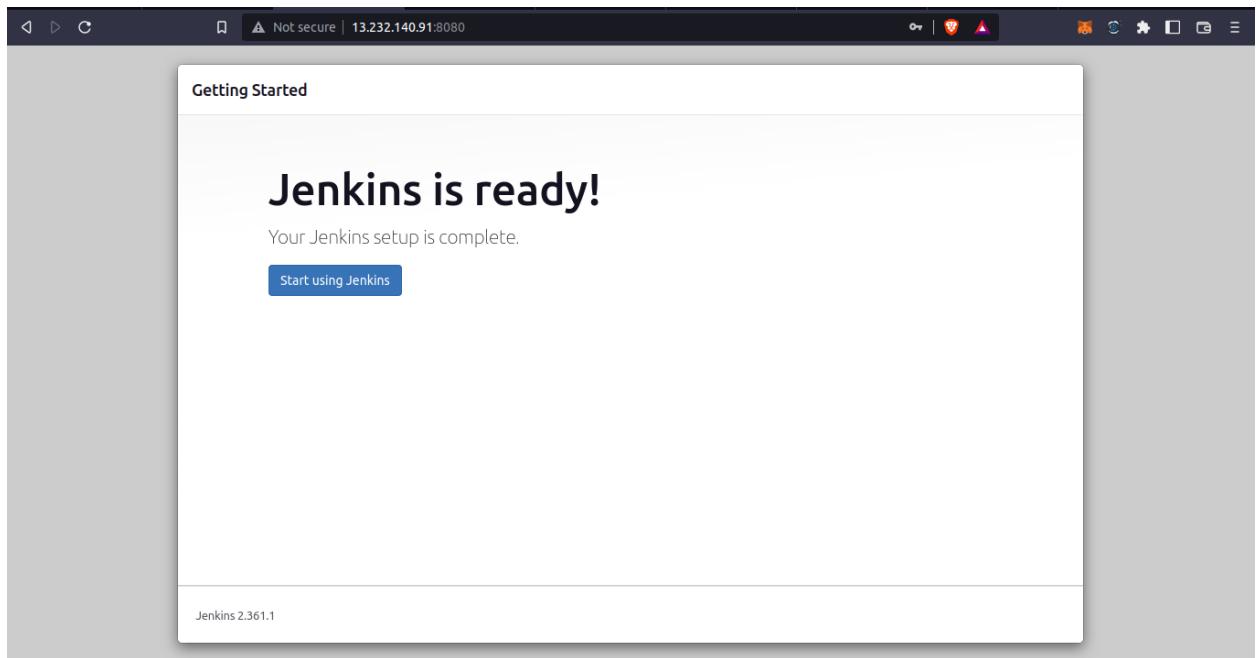 Not secure | 13.232.140.91:8080
Getting Started
Jenkins is ready!
Your Jenkins setup is complete.
Start using Jenkins
Jenkins 2.361.1